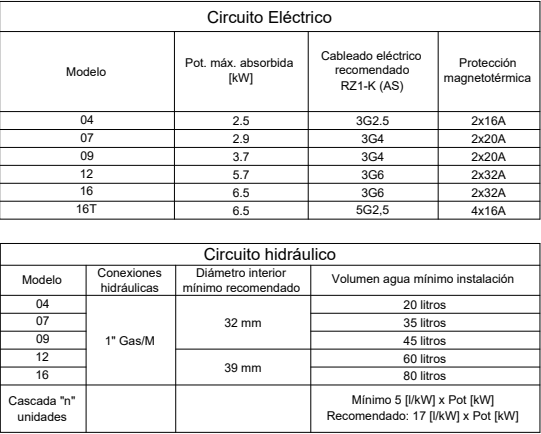 Circuito Eléctrico
Modelo
Pot. máx. absorbida
[kW]
Cableado eléctrico
recomendado
RZ1-K (AS)
Protección
magnetotérmica
04 2.5 3G2.5 2x16A
07 2.9 3G4 2x20A
09 3.7 3G4 2x20A
12 5.7 3G6 2x32A
16 6.5 3G6 2x32A
16T 6.5 5G2,5 4x16A
Circuito hidráulico
Modelo
Conexiones
hidráulicas
Diámetro interior
mínimo recomendado
Volumen agua mínimo instalación
04 20 litros
07 35 litros
09 45 litros
12 60 litros
16 80 litros
1" Gas/M
32 mm
39 mm
Cascada "n"
unidades
Mínimo 5 [l/kW] x Pot [kW]
Recomendado: 17 [l/kW] x Pot [kW]